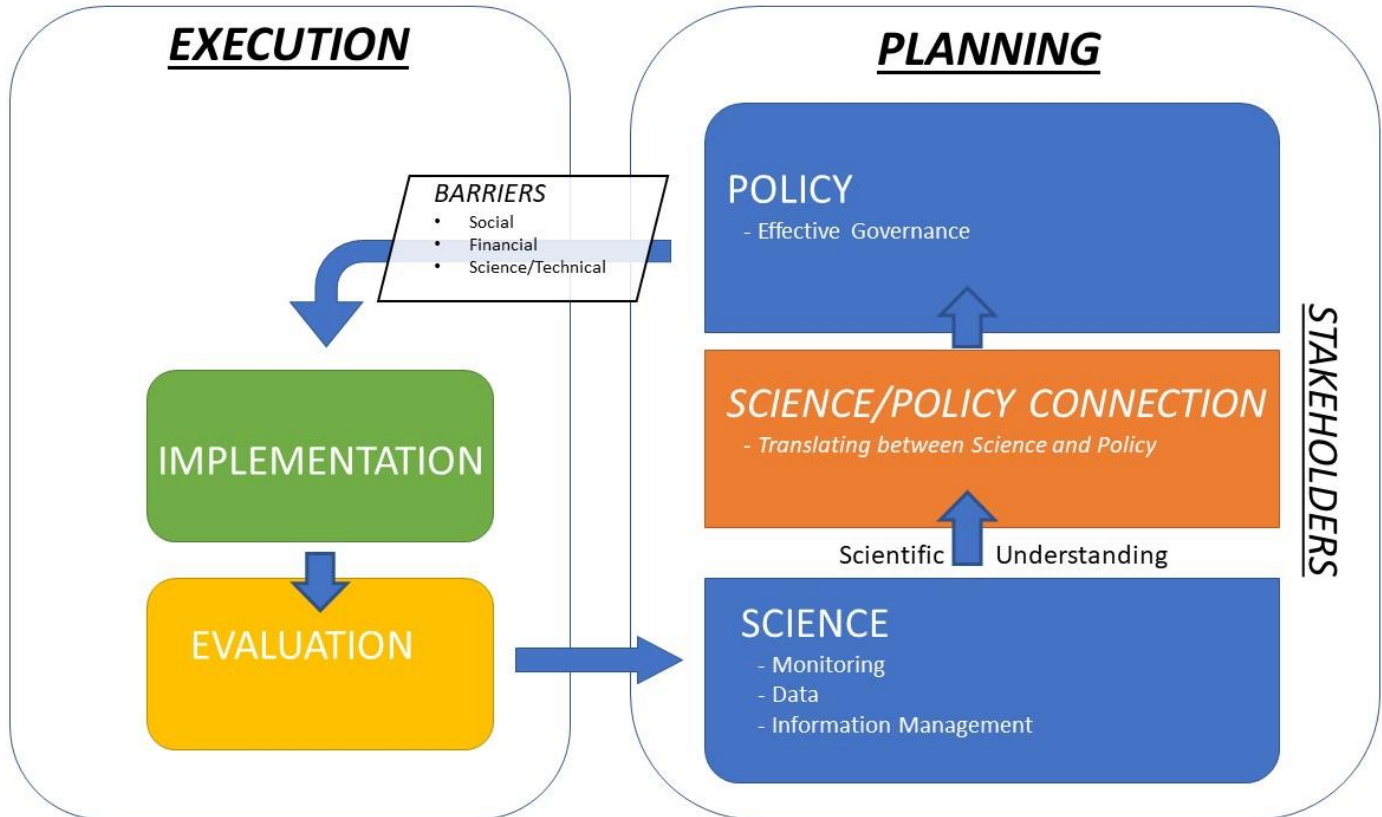 EXECUTION
BARRIERS
• Social
• Financial
• Science/Technical
IMPLEMENTATION
EVALUATION
PLANNING
POLICY
- Effective Governance
SCIENCE/POLICY CONNECTION
- Translating between Science and Policy
Scientific Understanding
SCIENCE
- Monitoring
- Data
- Information Management
STAKEHOLDERS